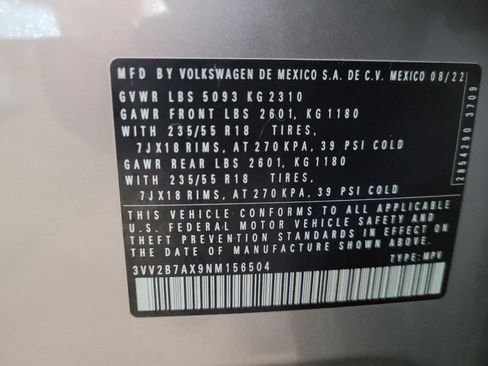 MFD BY VOLKSWAGEN DE MEXICO S.A. DE C.V. MEXICO 08/22
GVWR LBS 5093 KG 2310
GAWR FRONT LBS 2601, KG 1180
WITH 235/55 R18 TIRES,
7JX18 RIMS, AT 270 KPA, 39 PSI COLD
GAWR REAR LBS 2601, KG 1180
WITH 235/55 R18 TIRES,
7JX18 RIMS, AT 270 KPA, 39 PSI COLD
THIS VEHICLE CONFORMS TO ALL APPLICABLE
U.S. FEDERAL MOTOR VEHICLE SAFETY AND
THEFT PREVENTION STANDARDS IN EFFECT ON
THE DATE OF MANUFACTURE SHOWN ABOVE.
3VV2B7AX9NM156504 TYPE: MPV
2854290 3709